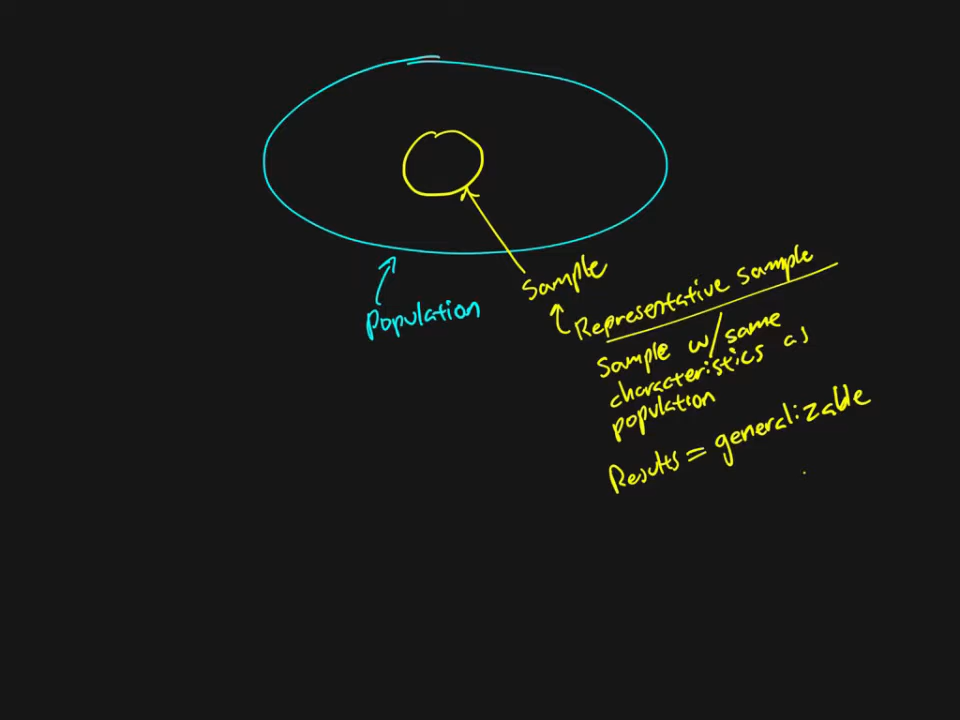 Population
Sample
Representative Sample
Sample w/ same
characteristics as
population
Results = generalizable